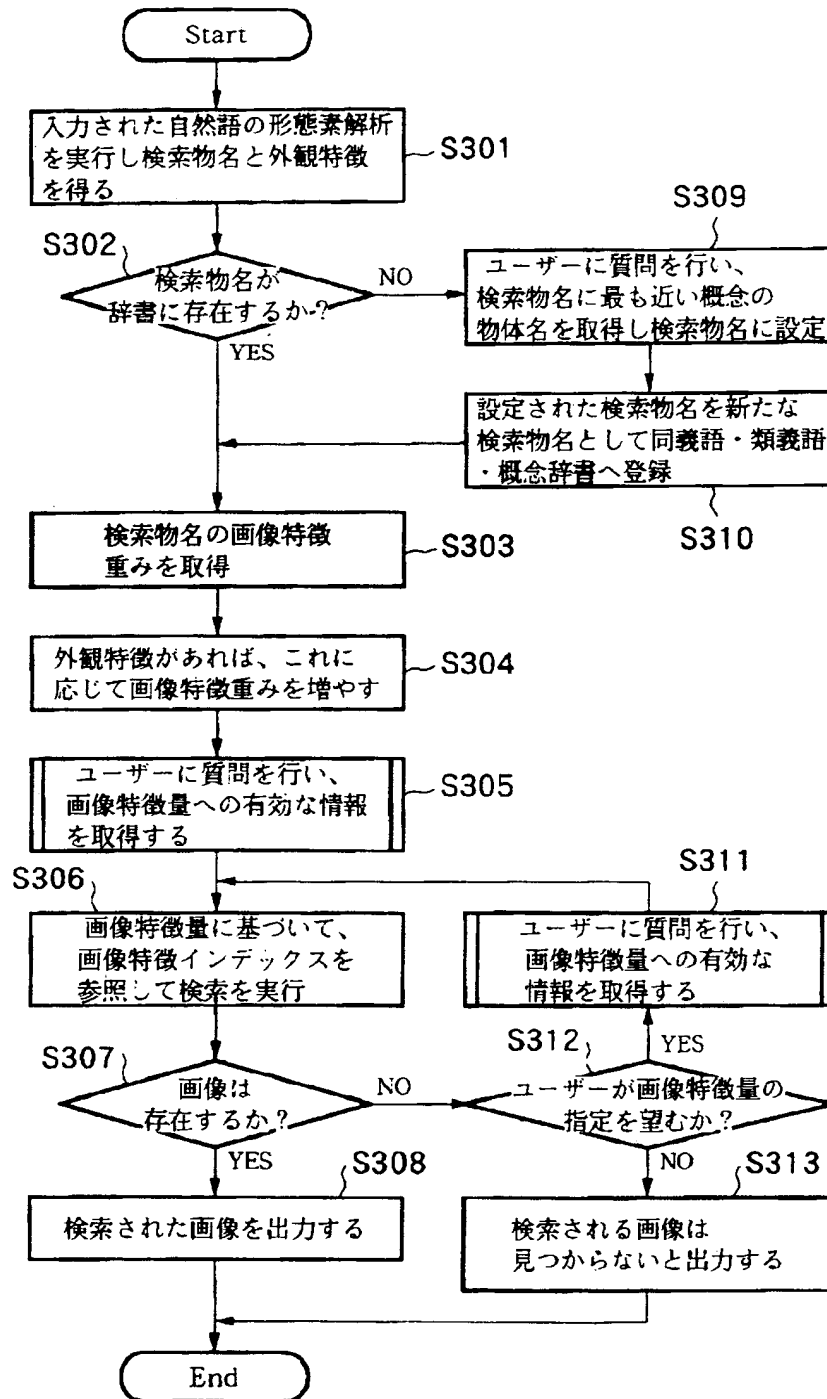 Start
入力された自然語の形態素解析
を実行し検索物名と外観特徴
を得る
S301
S302
検索物名が
辞書に存在するか?
NO
YES
S309
ユーザーに質問を行い、
検索物名に最も近い概念の
物体名を取得し検索物名に設定
設定された検索物名を新たな
検索物名として同義語・類義語
・概念辞書へ登録
S310
検索物名の画像特徴
重みを取得
S303
外観特徴があれば、これに
応じて画像特徴重みを増やす
S304
ユーザーに質問を行い、
画像特徴量への有効な情報
を取得する
S305
S306
画像特徴量に基づいて、
画像特徴インデックスを
参照して検索を実行
S311
ユーザーに質問を行い、
画像特徴量への有効な
情報を取得する
S307
画像は
存在するか?
NO
YES
S312
ユーザーが画像特徴量の
指定を望むか?
YES
NO
S308
検索された画像を出力する
S313
検索される画像は
見つからないと出力する
End